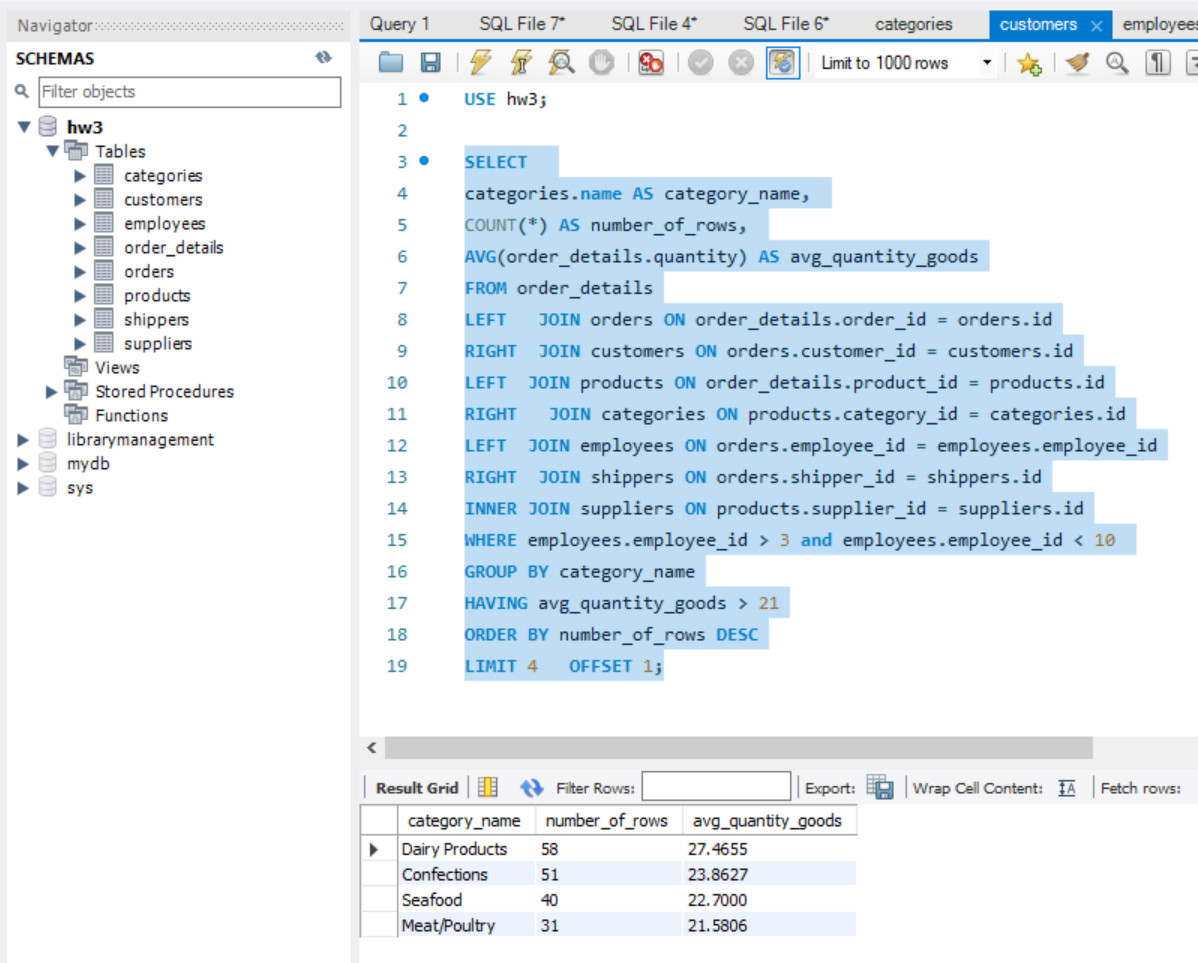 Navigator
SCHEMAS
Filter objects
hw3
Tables
categories
customers
employees
order_details
orders
products
shippers
suppliers
Views
Stored Procedures
Functions
librarymanagement
mydb
sys
Query 1 SQL File 7* SQL File 4* SQL File 6* categories customers employees
Limit to 1000 rows
1 USE hw3;
2
3 SELECT
4 categories.name AS category_name,
5 COUNT(*) AS number_of_rows,
6 AVG(order_details.quantity) AS avg_quantity_goods
7 FROM order_details
8 LEFT   JOIN orders ON order_details.order_id = orders.id
9 RIGHT  JOIN customers ON orders.customer_id = customers.id
10 LEFT  JOIN products ON order_details.product_id = products.id
11 RIGHT   JOIN categories ON products.category_id = categories.id
12 LEFT  JOIN employees ON orders.employee_id = employees.employee_id
13 RIGHT  JOIN shippers ON orders.shipper_id = shippers.id
14 INNER JOIN suppliers ON products.supplier_id = suppliers.id
15 WHERE employees.employee_id > 3 and employees.employee_id < 10
16 GROUP BY category_name
17 HAVING avg_quantity_goods > 21
18 ORDER BY number_of_rows DESC
19 LIMIT 4   OFFSET 1;
Result Grid Filter Rows: Export: Wrap Cell Content: Fetch rows:
category_name number_of_rows avg_quantity_goods
Dairy Products 58 27.4655
Confections 51 23.8627
Seafood 40 22.7000
Meat/Poultry 31 21.5806